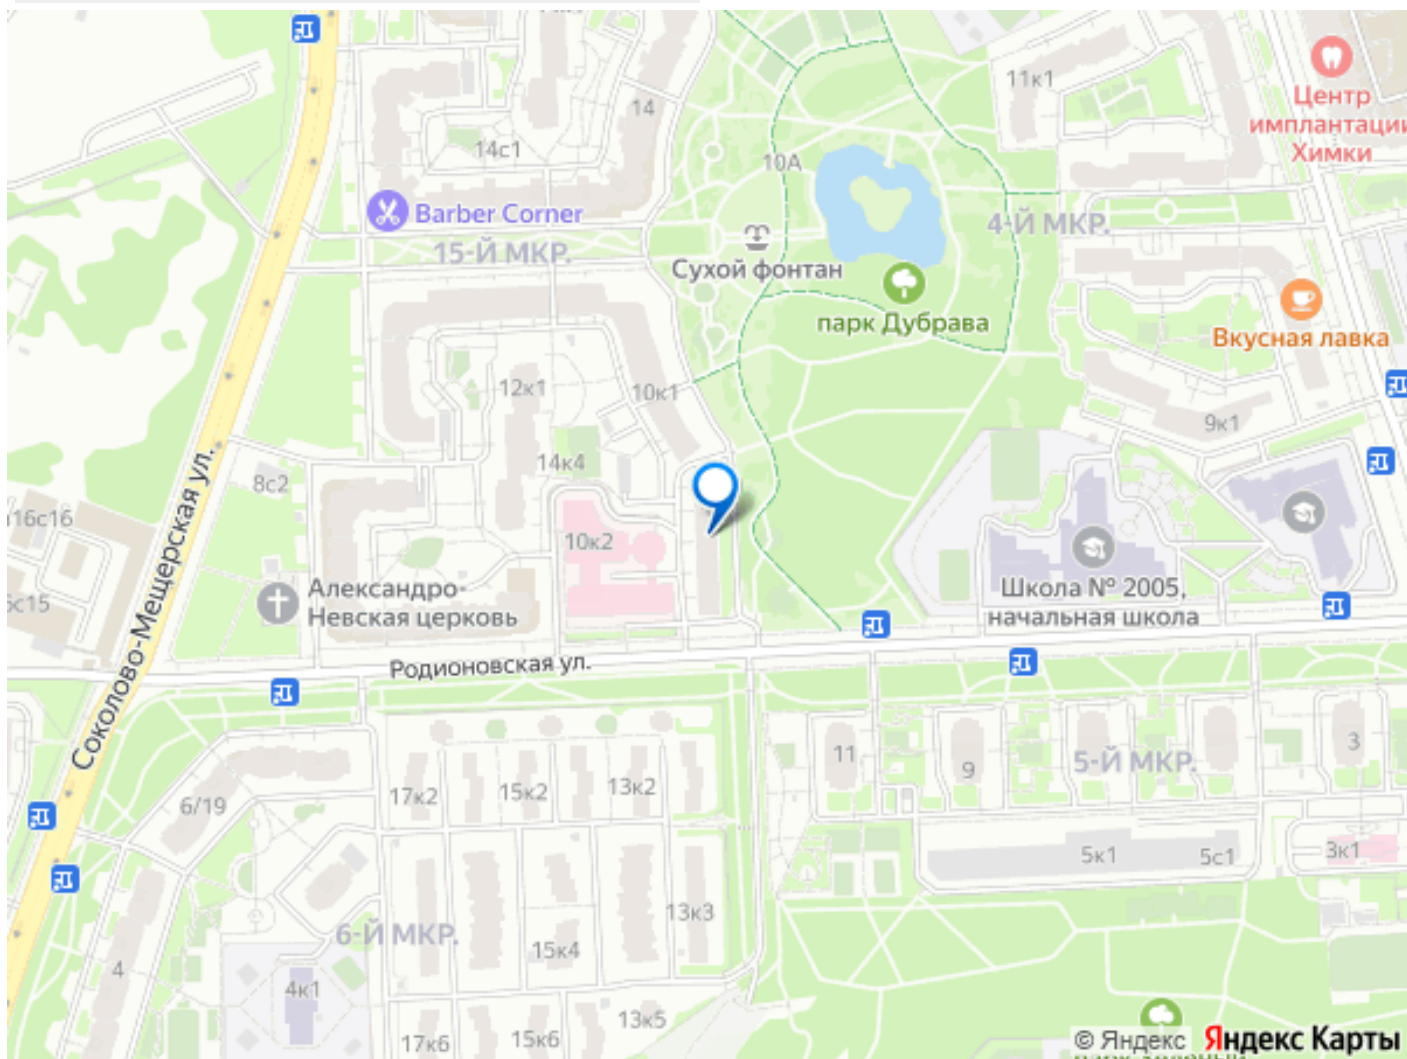 11к1
Центр
имплантации
Химки
14
14с1
10А
Barber Corner
4-Й МКР.
15-Й МКР.
Сухой фонтан
парк Дубрава
Вкусная лавка
12к1
10к1
9к1
14к4
8с2
16с16
10к2
Школа № 2005,
начальная школа
Александро-
Невская церковь
с15
Соколово-Мещерская ул.
Родионовская ул.
11
9
5-Й МКР.
3
17к2
15к2
13к2
6/19
5к1
5с1
3к1
13к3
6-Й МКР.
15к4
4
4к1
17к6
15к6
13к5
© Яндекс Яндекс Карты